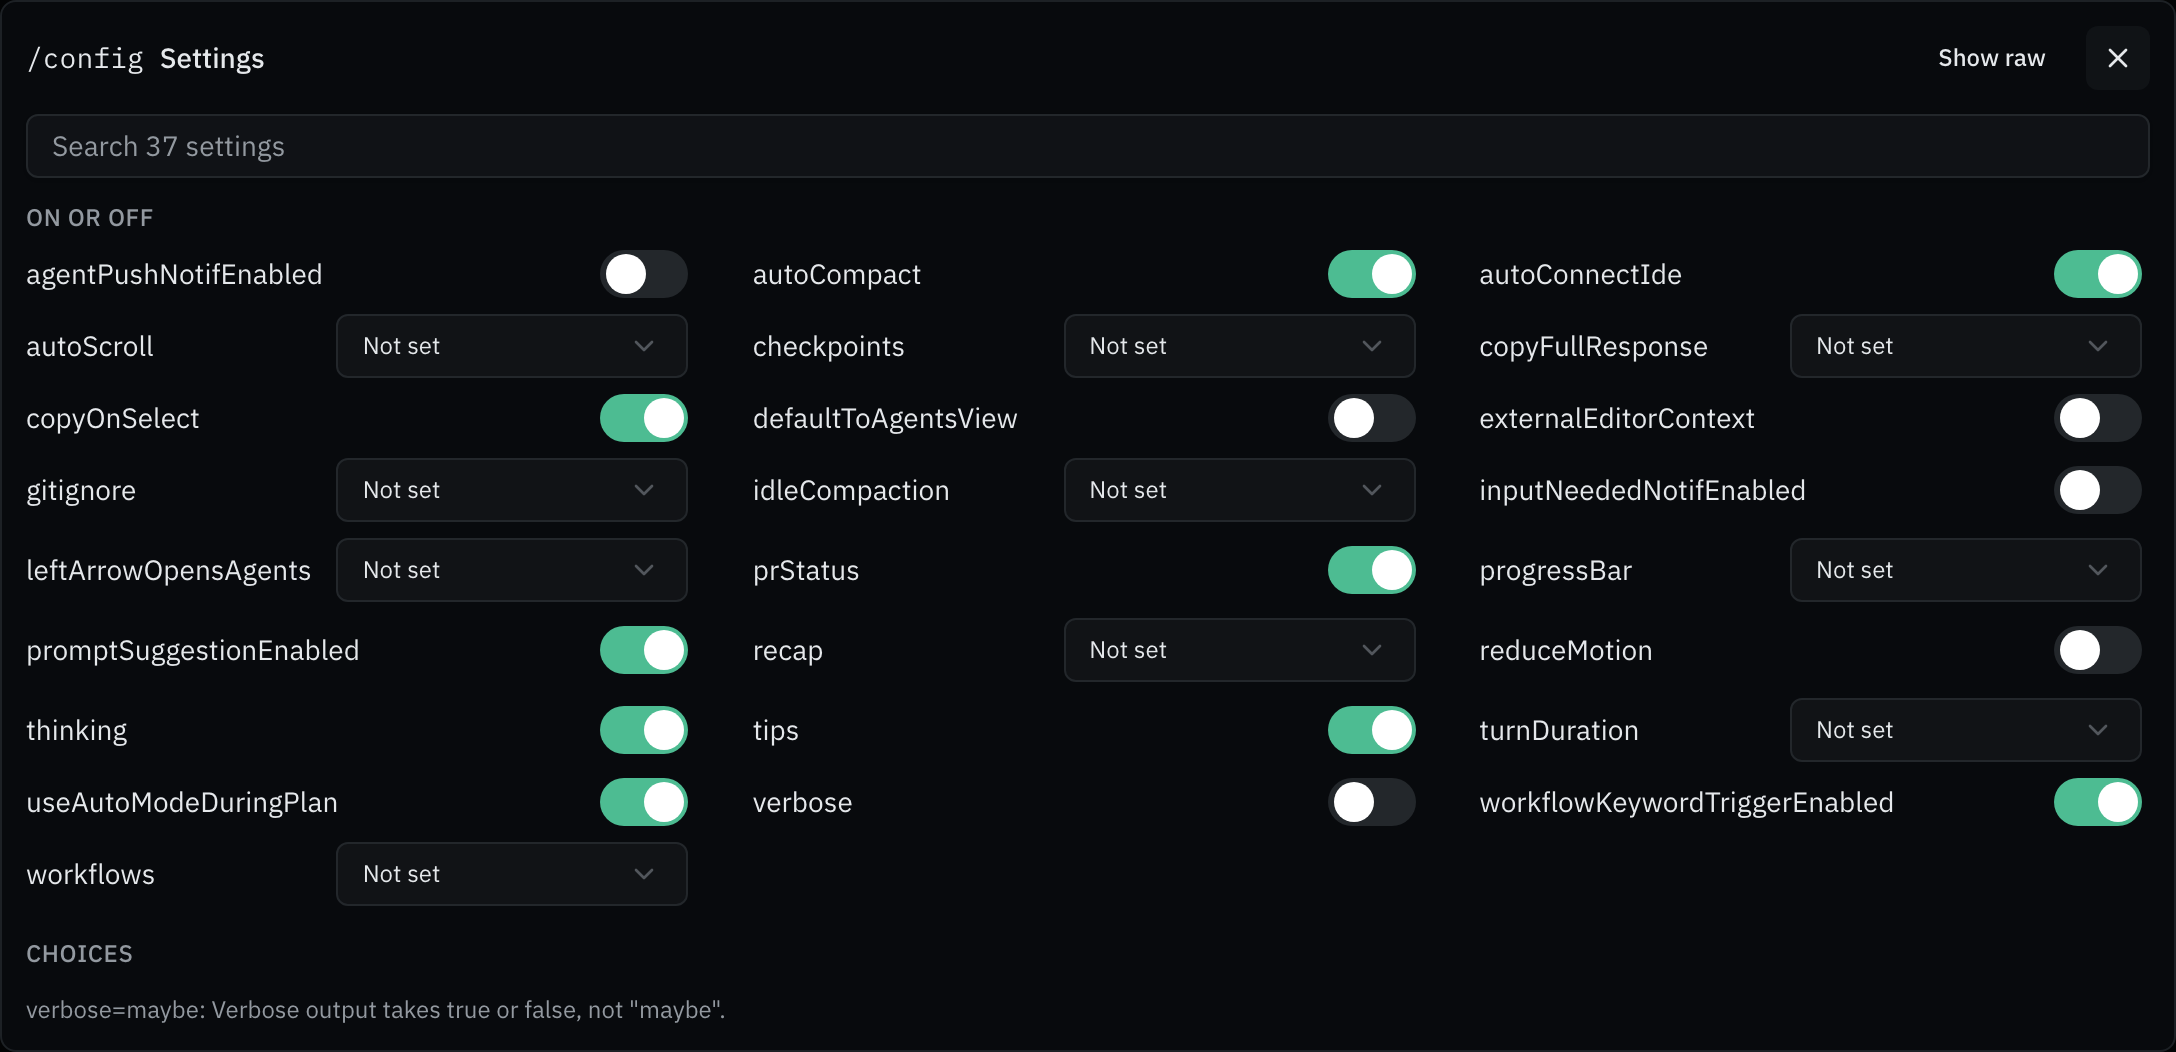 /config Settings Show raw
Search 37 settings
ON OR OFF
agentPushNotifEnabled autoCompact autoConnectIde
autoScroll Not set checkpoints Not set copyFullResponse Not set
copyOnSelect defaultToAgentsView externalEditorContext
gitignore Not set idleCompaction Not set inputNeededNotifEnabled
leftArrowOpensAgents Not set prStatus progressBar Not set
promptSuggestionEnabled recap Not set reduceMotion
thinking tips turnDuration Not set
useAutoModeDuringPlan verbose workflowKeywordTriggerEnabled
workflows Not set
CHOICES
verbose=maybe: Verbose output takes true or false, not "maybe".